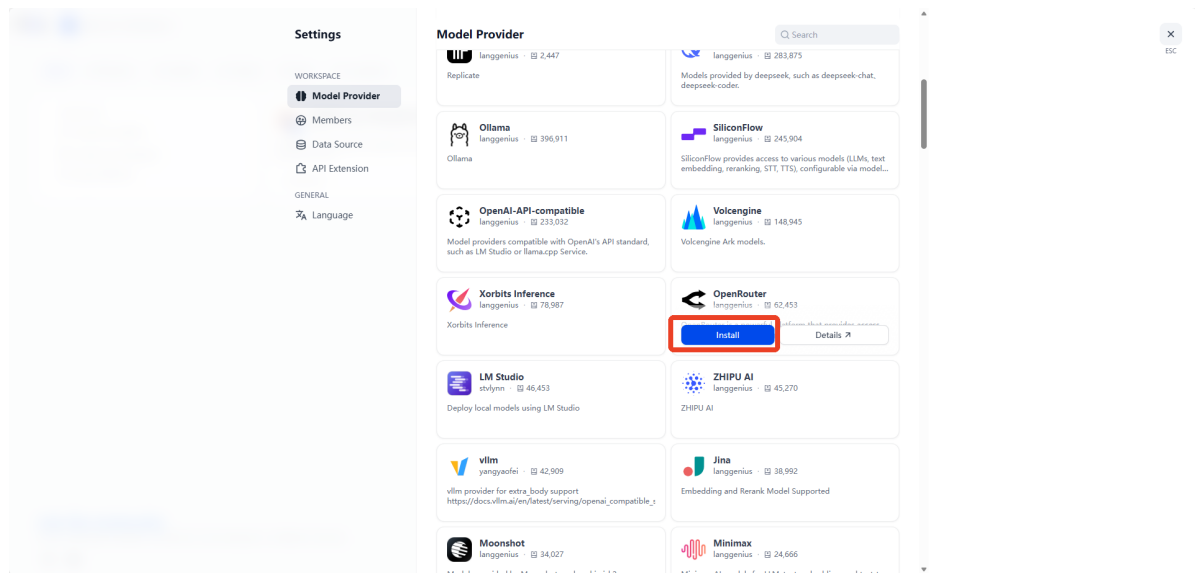 Settings
WORKSPACE
Model Provider
Members
Data Source
API Extension
GENERAL
Language
Model Provider
Search
ESC
langgenius · 2,447
Replicate
langgenius · 283,875
Models provided by deepseek, such as deepseek-chat,
deepseek-coder.
Ollama
langgenius · 396,911
Ollama
SiliconFlow
langgenius · 245,904
SiliconFlow provides access to various models (LLMs, text
embedding, reranking, STT, TTS), configurable via model...
OpenAI-API-compatible
langgenius · 233,032
Model providers compatible with OpenAI's API standard,
such as LM Studio or llama.cpp Service.
Volcengine
langgenius · 148,945
Volcengine Ark models.
Xorbits Inference
langgenius · 78,987
Xorbits Inference
OpenRouter
langgenius · 62,453
Install
Details
LM Studio
stvlynn · 46,453
Deploy local models using LM Studio
ZHIPU AI
langgenius · 45,270
ZHIPU AI
vllm
yangyaofei · 42,909
vllm provider for extra_body support
https://docs.vllm.ai/en/latest/serving/openai_compatible_s
Jina
langgenius · 38,992
Embedding and Rerank Model Supported
Moonshot
langgenius · 34,027
Minimax
langgenius · 24,666